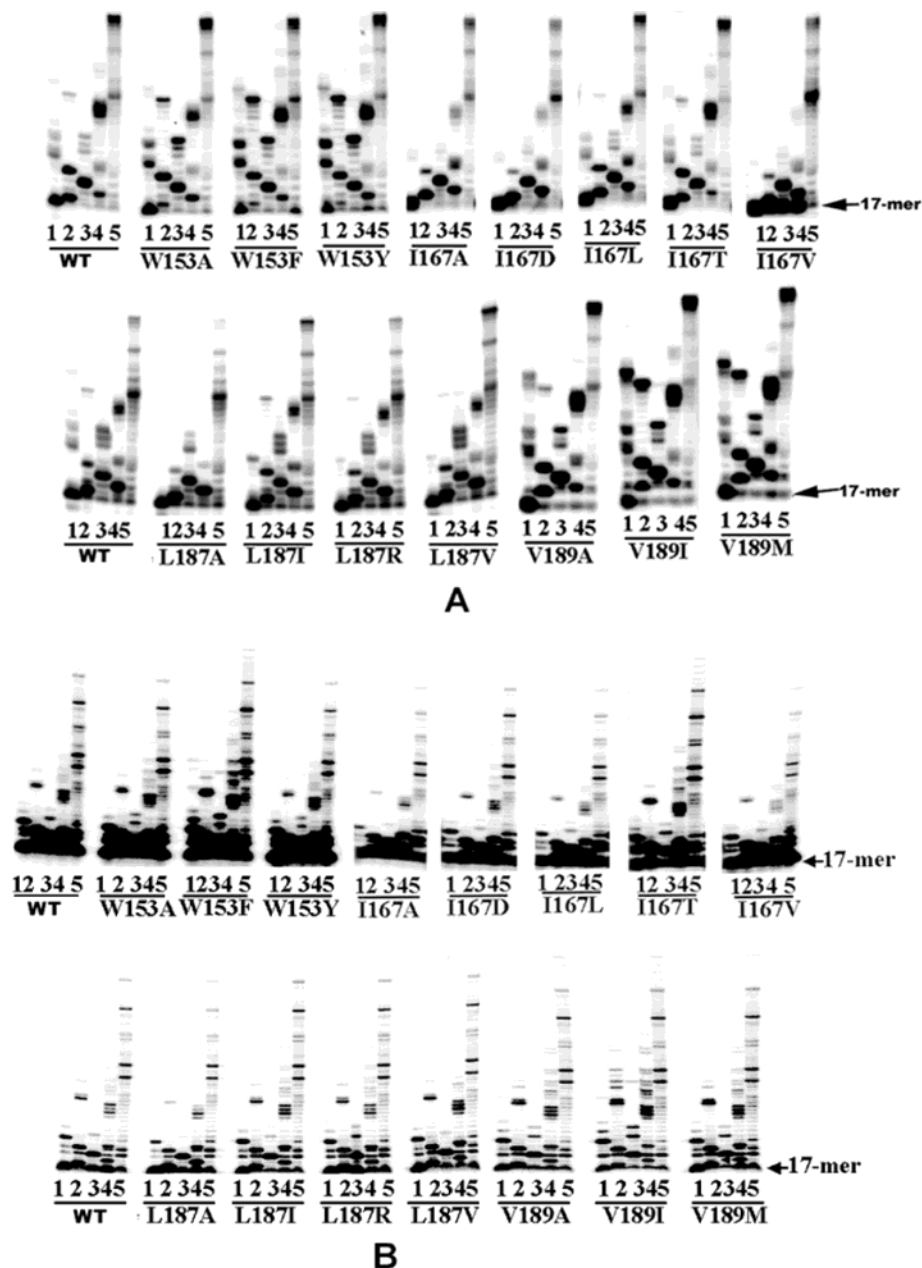 17-mer
1 2 34 5 1 234 5 12 345 1 2 34 5 12 345 1 23 4 5 1 2 345 1 2345 12 345
WT W153A W153F W153Y I167A I167D I167L I167T I167V
17-mer
12 345 1234 5 1 2345 1 234 5 1 234 5 1 2 3 45 1 2 3 45 1 234 5
WT L187A L187I L187R L187V V189A V189I V189M
A
17-mer
12 34 5 1 2 345 1234 5 12 345 12 345 1 2 345 1 2345 12 345 1234 5
WT W153A W153F W153Y I167A I167D I167L I167T I167V
17-mer
1 2 345 1 2345 1 2 345 1 2345 1 2345 1 2 34 5 1 2345 1 2345
WT L187A L187I L187R L187V V189A V189I V189M
B